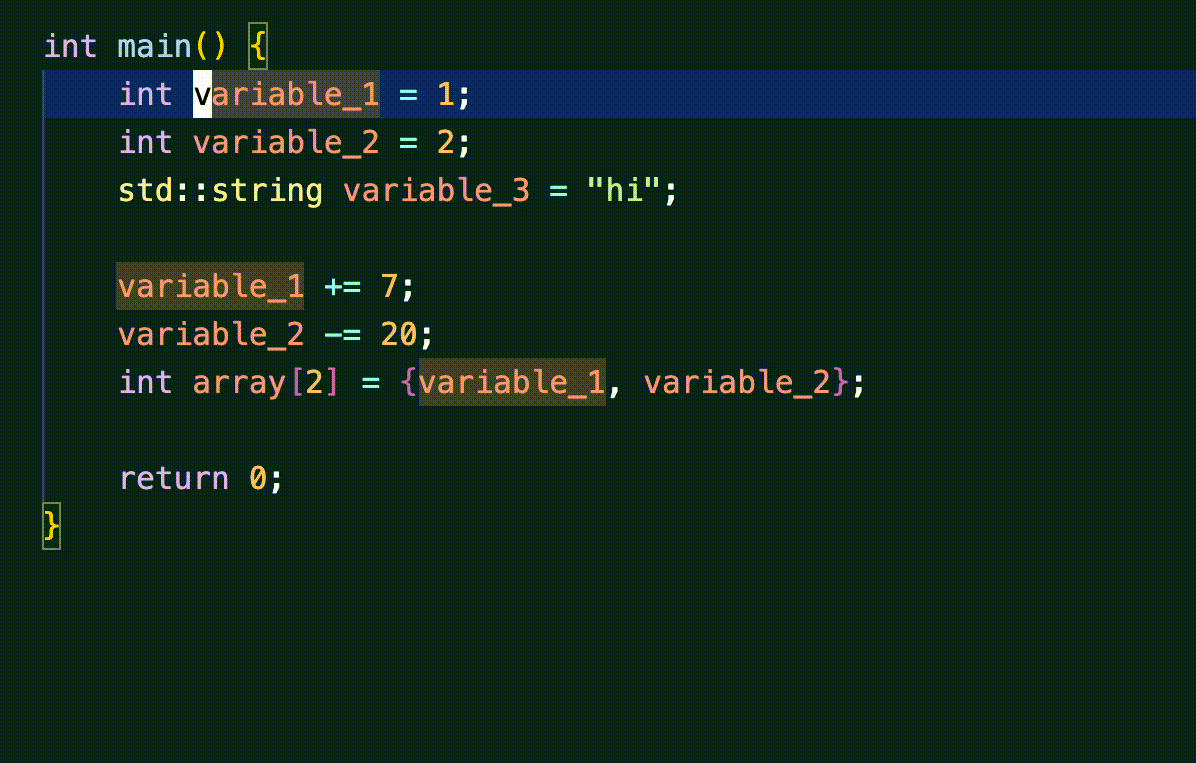 int main() {
    int variable_1 = 1;
    int variable_2 = 2;
    std::string variable_3 = "hi";

    variable_1 += 7;
    variable_2 -= 20;
    int array[2] = {variable_1, variable_2};

    return 0;
}